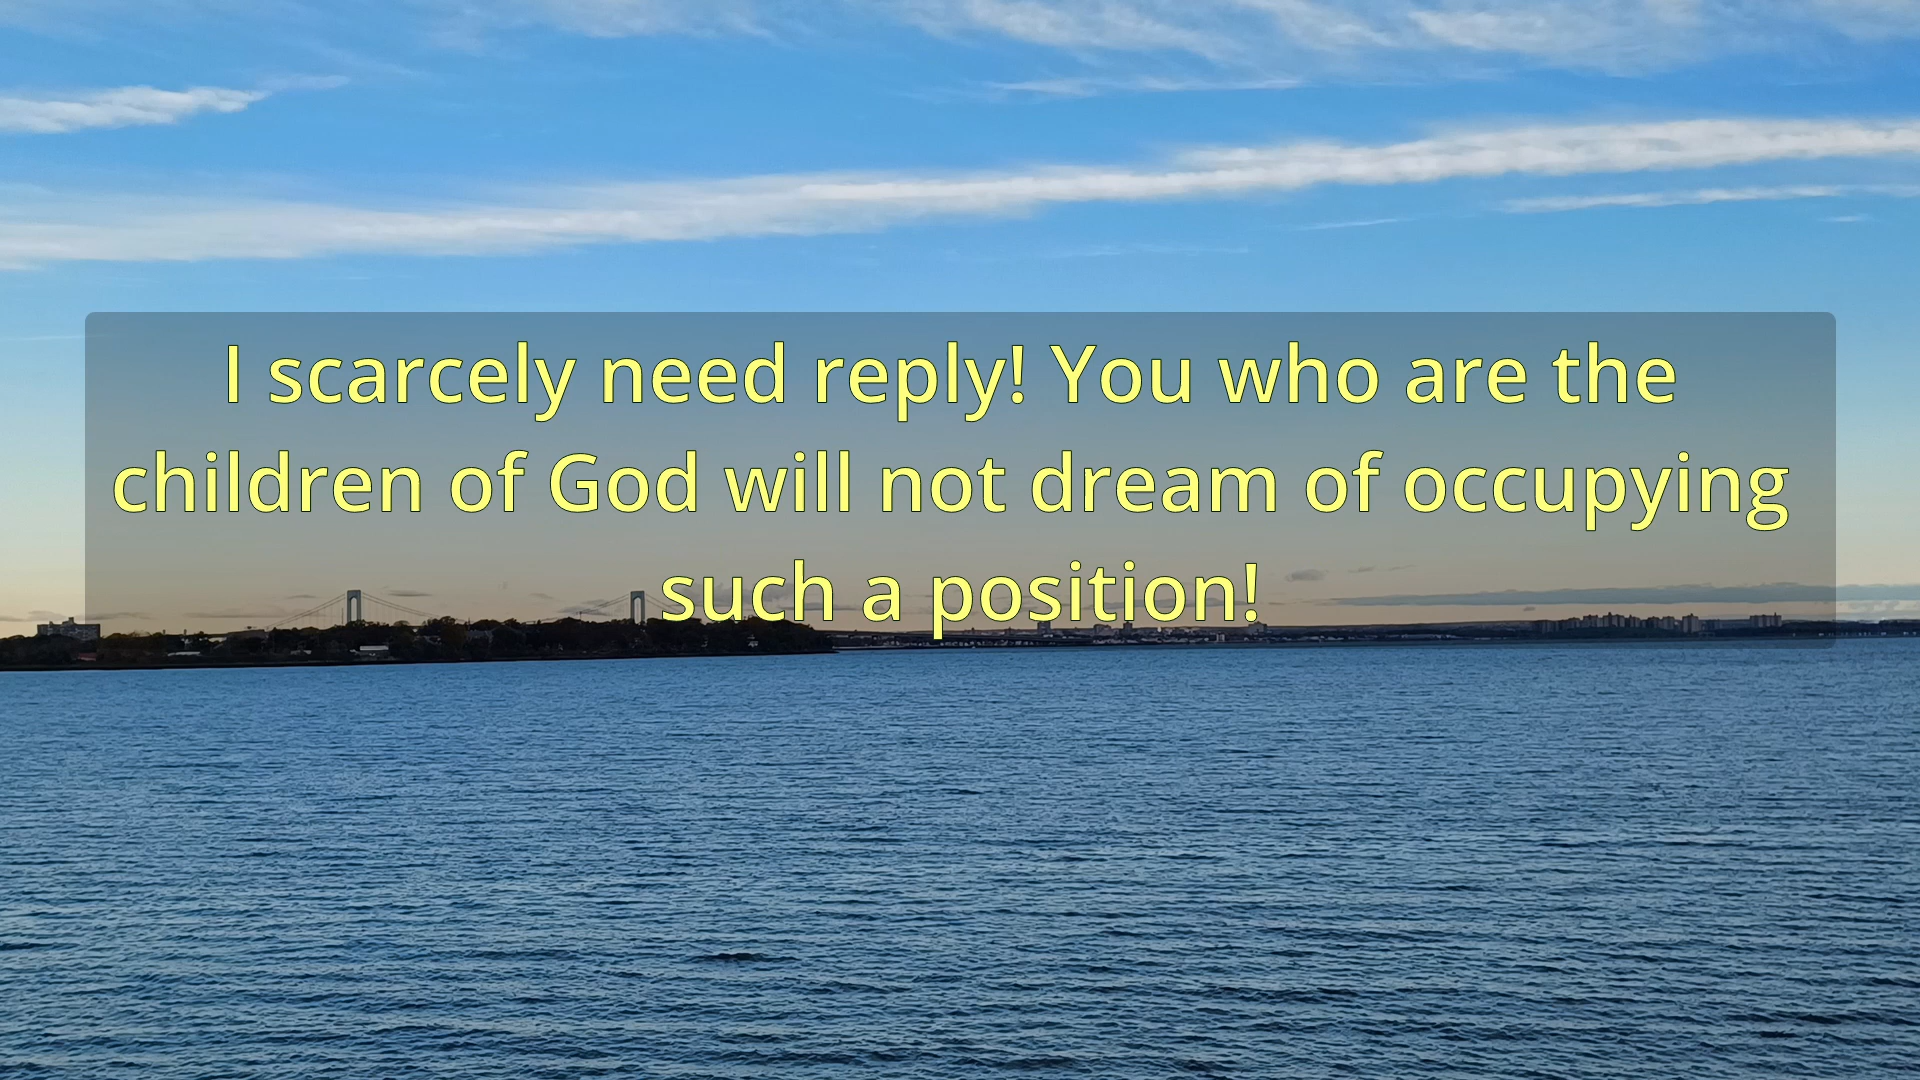 I scarcely need reply! You who are the
children of God will not dream of occupying
such a position!